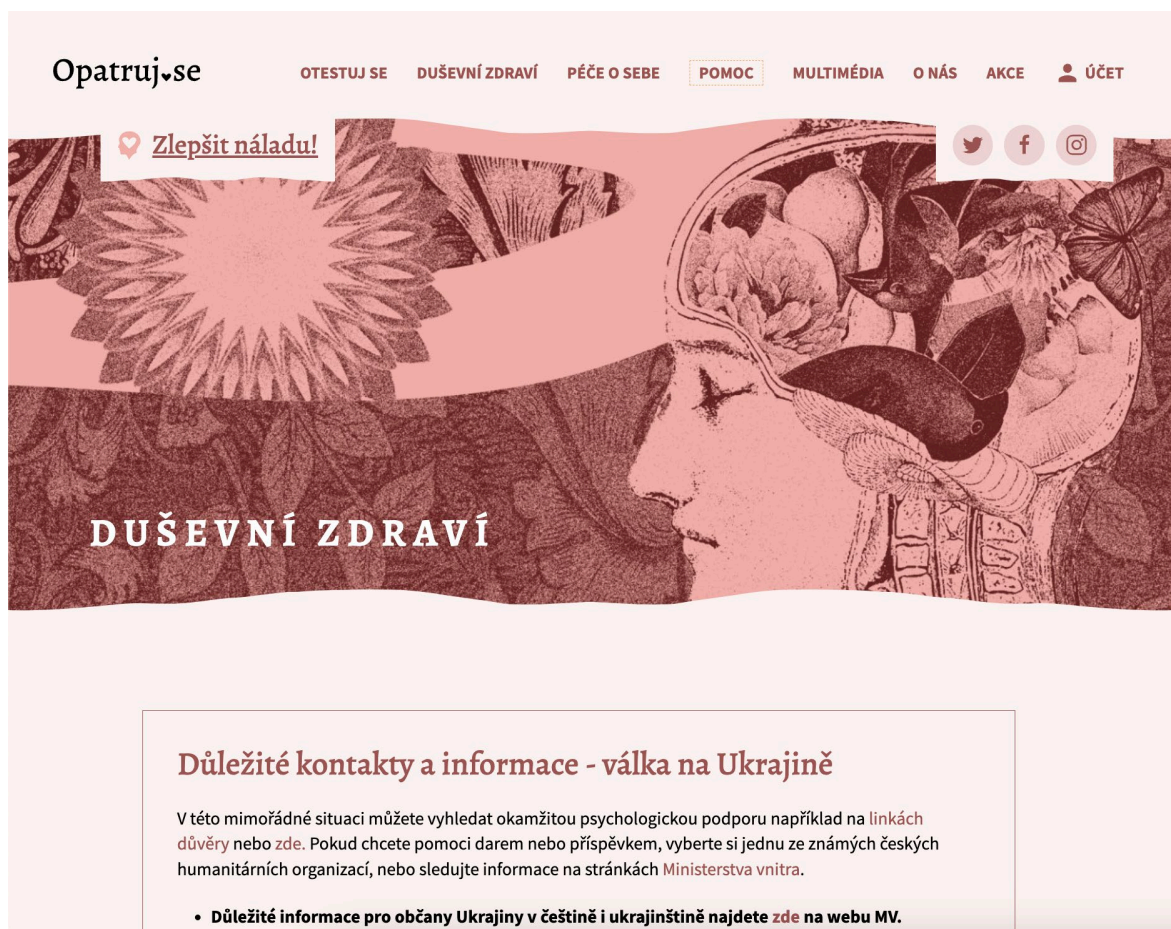 Opatruj se
OTESTUJ SE DUŠEVNÍ ZDRAVÍ PÉČE O SEBE POMOC MULTIMÉDIA O NÁS AKCE ÚČET
Zlepšit náladu!
DUŠEVNÍ ZDRAVÍ
Důležité kontakty a informace - válka na Ukrajině
V této mimořádné situaci můžete vyhledat okamžitou psychologickou podporu například na linkách
důvěry nebo zde. Pokud chcete pomoci darem nebo příspěvkem, vyberte si jednu ze známých českých
humanitárních organizací, nebo sledujte informace na stránkách Ministerstva vnitra.
• Důležité informace pro občany Ukrajiny v češtině i ukrajinštině najdete zde na webu MV.